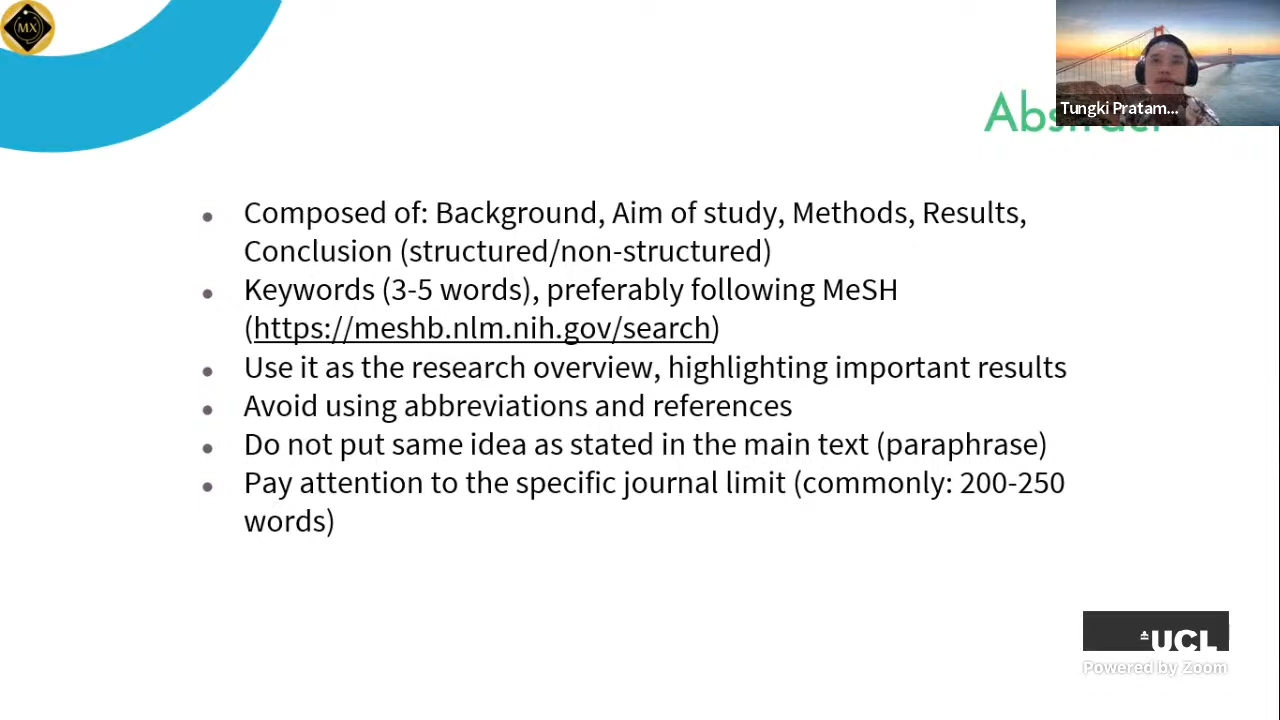 MX
Tungki Pratam...
Abstract
Composed of: Background, Aim of study, Methods, Results,
Conclusion (structured/non-structured)
Keywords (3-5 words), preferably following MeSH
(https://meshb.nlm.nih.gov/search)
Use it as the research overview, highlighting important results
Avoid using abbreviations and references
Do not put same idea as stated in the main text (paraphrase)
Pay attention to the specific journal limit (commonly: 200-250
words)
UCL
Powered by Zoom